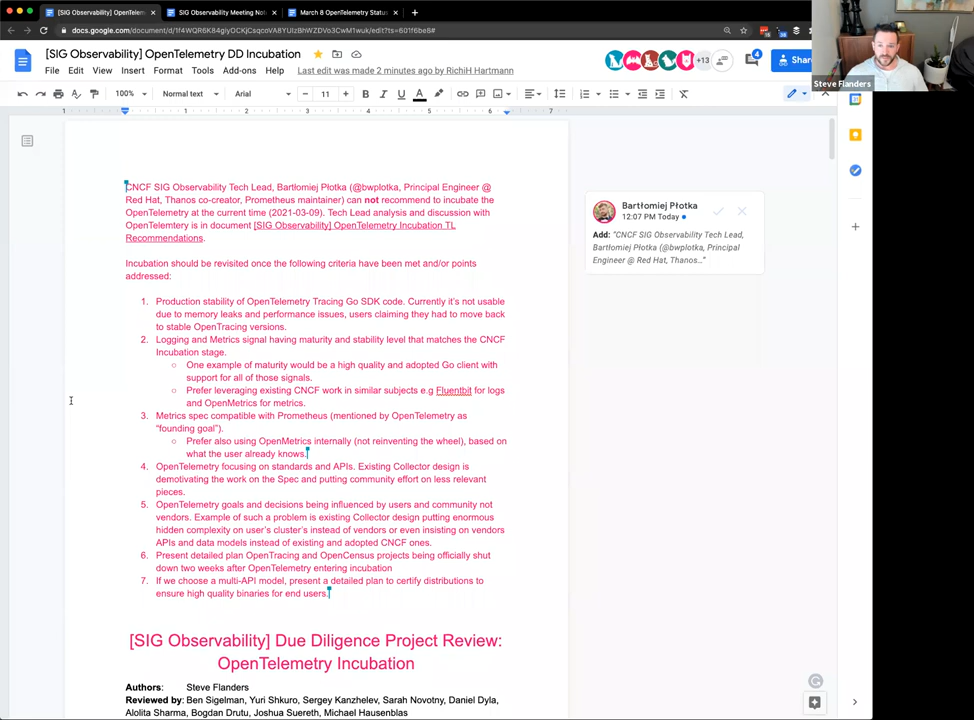 [SIG Observability] OpenTelem
SIG Observability Meeting Not
March 8 OpenTelemetry Status
docs.google.com/document/d/1f4WQR6K84giyOCKjCsqcoVA8YUIzBhWZDVo3CwM1wuk/edit?ts=601f6be8#
[SIG Observability] OpenTelemetry DD Incubation
File Edit View Insert Format Tools Add-ons Help Last edit was made 2 minutes ago by RichiH Hartmann
+13
4
Share
Steve Flanders
100% Normal text Arial 11 B I U A
1 1 2 3 4 5 6 7
CNCF SIG Observability Tech Lead, Bartłomiej Płotka (@bwplotka, Principal Engineer @
Red Hat, Thanos co-creator, Prometheus maintainer) can not recommend to incubate the
OpenTelemetry at the current time (2021-03-09). Tech Lead analysis and discussion with
OpenTelemtery is in document [SIG Observability] OpenTelemetry Incubation TL
Recommendations.
Incubation should be revisited once the following criteria have been met and/or points
addressed:
1. Production stability of OpenTelemetry Tracing Go SDK code. Currently it's not usable
due to memory leaks and performance issues, users claiming they had to move back
to stable OpenTracing versions.
2. Logging and Metrics signal having maturity and stability level that matches the CNCF
Incubation stage.
○ One example of maturity would be a high quality and adopted Go client with
support for all of those signals.
○ Prefer leveraging existing CNCF work in similar subjects e.g Fluentbit for logs
and OpenMetrics for metrics.
3. Metrics spec compatible with Prometheus (mentioned by OpenTelemetry as
"founding goal").
○ Prefer also using OpenMetrics internally (not reinventing the wheel), based on
what the user already knows.
4. OpenTelemetry focusing on standards and APIs. Existing Collector design is
demotivating the work on the Spec and putting community effort on less relevant
pieces.
5. OpenTelemetry goals and decisions being influenced by users and community not
vendors. Example of such a problem is existing Collector design putting enormous
hidden complexity on user's cluster's instead of vendors or even insisting on vendors
APIs and data models instead of existing and adopted CNCF ones.
6. Present detailed plan OpenTracing and OpenCensus projects being officially shut
down two weeks after OpenTelemetry entering incubation
7. If we choose a multi-API model, present a detailed plan to certify distributions to
ensure high quality binaries for end users.
[SIG Observability] Due Diligence Project Review:
OpenTelemetry Incubation
Authors: Steve Flanders
Reviewed by: Ben Sigelman, Yuri Shkuro, Sergey Kanzhelev, Sarah Novotny, Daniel Dyla,
Alolita Sharma, Bogdan Drutu, Joshua Suereth, Michael Hausenblas
Bartłomiej Płotka
12:07 PM Today
Add: "CNCF SIG Observability Tech Lead,
Bartłomiej Płotka (@bwplotka, Principal
Engineer @ Red Hat, Thanos..."